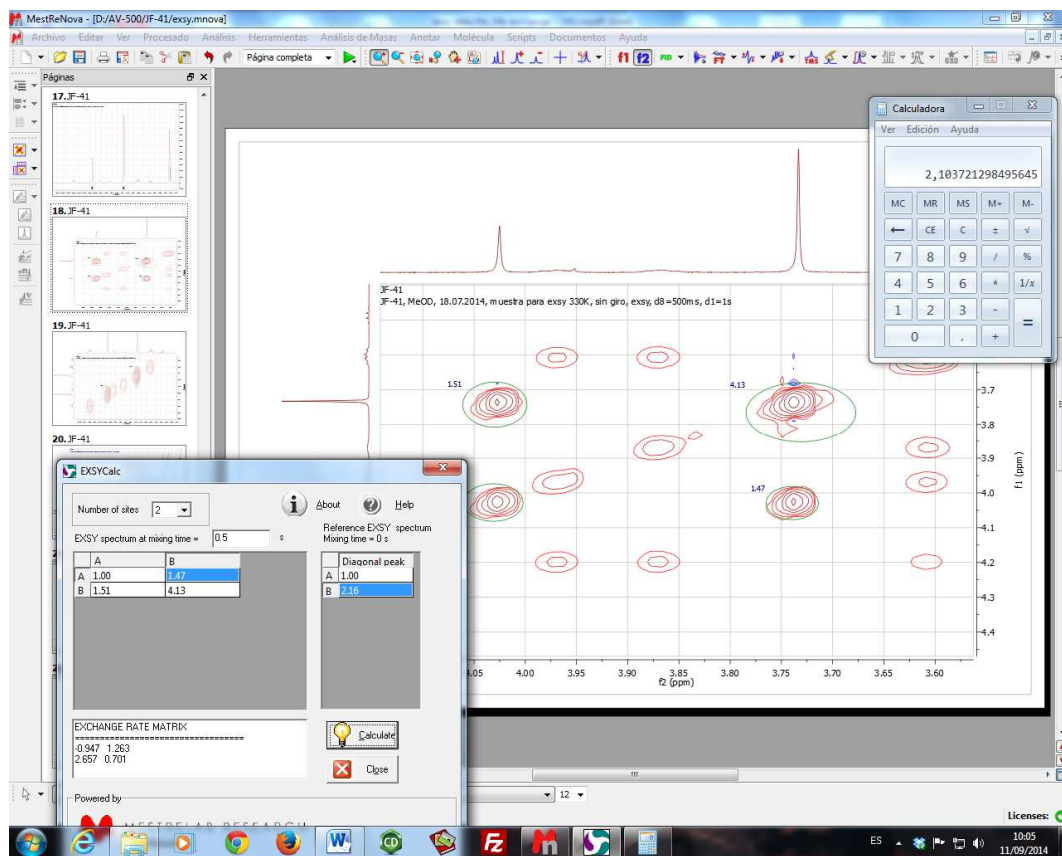 MestReNova - [D:/AV-500/JF-41/exsy.mnova]
Archivo Editar Ver Procesado Análisis Herramientas Análisis de Masas Anotar Molécula Scripts Documentos Ayuda
Página completa
f1 f2
Páginas
17.JF-41
18.JF-41
19.JF-41
20.JF-41
JF-41
JF-41, MeOD, 18.07.2014, muestra para exsy 330K, sin giro, exsy, d8=500ms, d1=1s
1.51
4.13
1.47
3.7
3.8
3.9
4.0
4.1
4.2
4.3
4.4
f1 (ppm)
4.05 4.00 3.95 3.90 3.85 3.80 3.75 3.70 3.65 3.60
f2 (ppm)
Calculadora
Ver Edición Ayuda
2,103721298495645
MC MR MS M+ M-
← CE C ± √
7 8 9 / %
4 5 6 * 1/x
1 2 3 - =
0 , +
EXSYCalc
Number of sites 2
About Help
EXSY spectrum at mixing time = 0.5 s
Reference EXSY spectrum
Mixing time = 0 s
A B
A 1.00 1.47
B 1.51 4.13
Diagonal peak
A 1.00
B 2.16
EXCHANGE RATE MATRIX
==================================
-0.947 1.263
2.657 0.701
Calculate
Close
Powered by
MESTRELAB RESEARCH
12
Licenses:
ES
10:05
11/09/2014